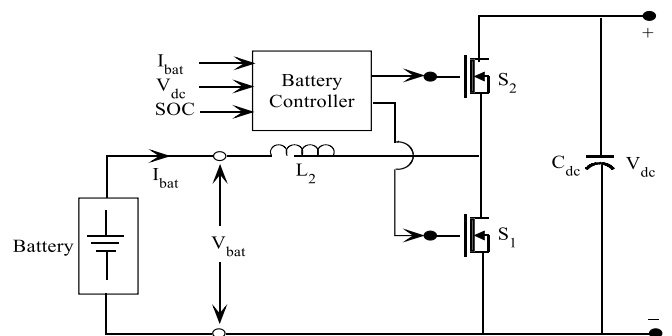 I_bat
V_dc
SOC
Battery
Controller
S_2
+
I_bat
L_2
C_dc
V_dc
Battery
V_bat
S_1
−